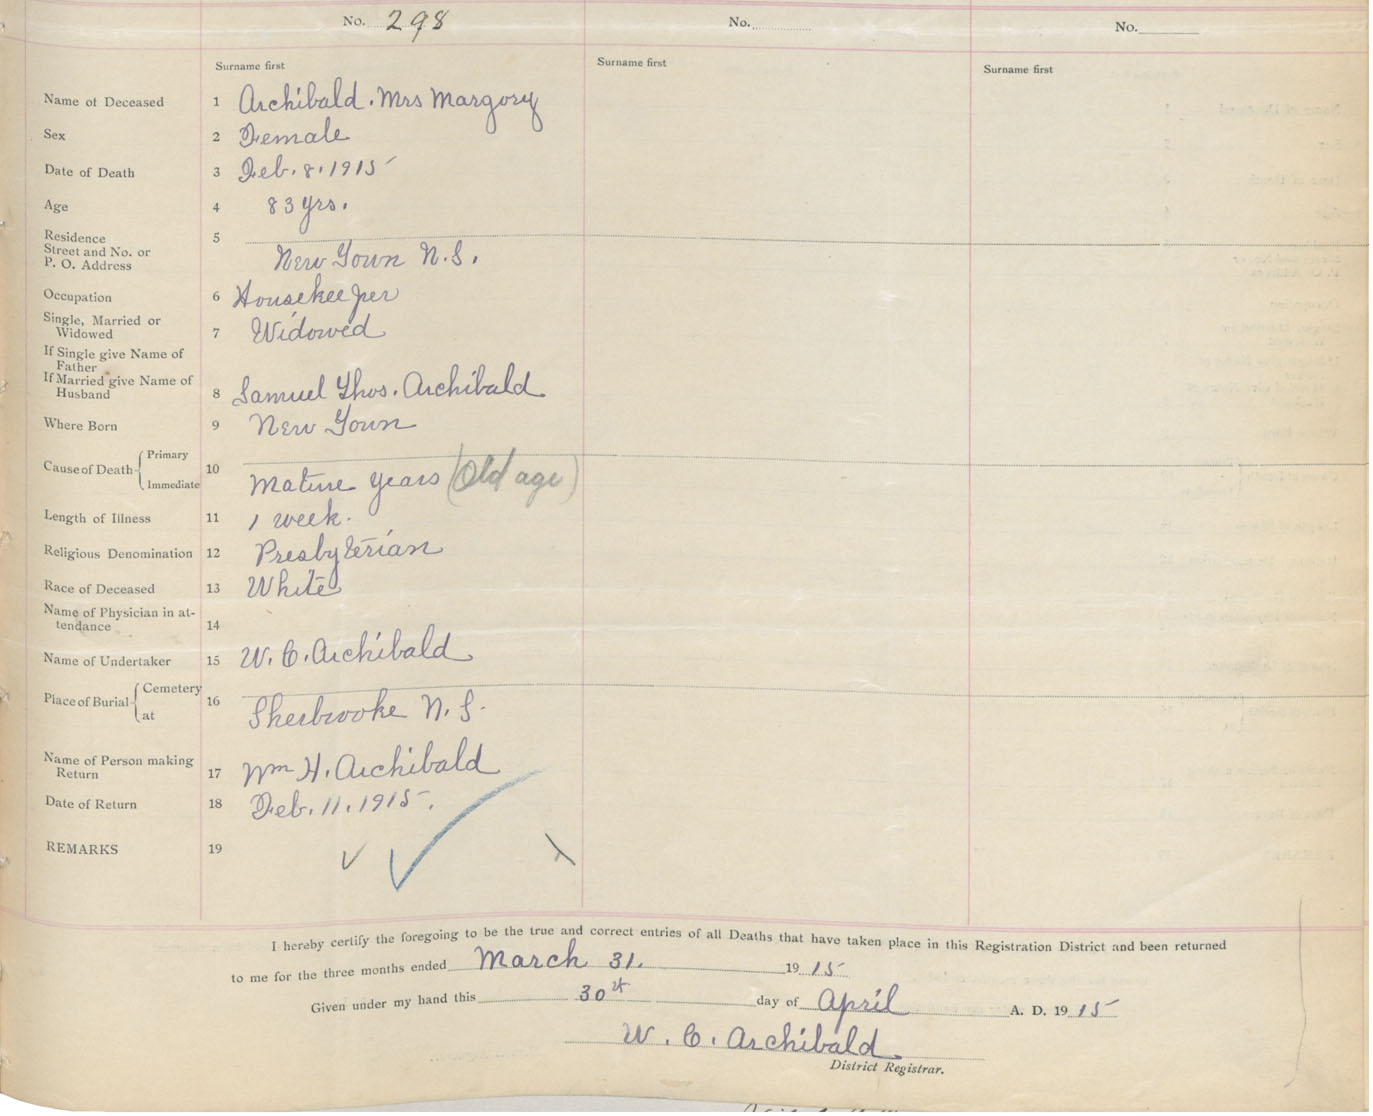 No. 298 No. No.
Surname first Surname first Surname first
Name of Deceased 1 Archibald. Mrs Margory
Sex 2 Female
Date of Death 3 Feb. 8. 1915
Age 4 83 yrs.
Residence 5
Street and No. or
P. O. Address New Town N.S.
Occupation 6 Housekeeper
Single, Married or
Widowed 7 Widowed
If Single give Name of
Father
If Married give Name of
Husband 8 Samuel Thos. Archibald
Where Born 9 New Town
Cause of Death Primary 10
Immediate Mature years (Old age)
Length of Illness 11 1 week.
Religious Denomination 12 Presbyterian
Race of Deceased 13 White
Name of Physician in at-
tendance 14
Name of Undertaker 15 W. C. Archibald
Place of Burial Cemetery 16
at Sherbrooke N.S.
Name of Person making
Return 17 Wm H. Archibald
Date of Return 18 Feb. 11. 1915.
REMARKS 19
I hereby certify the foregoing to be the true and correct entries of all Deaths that have taken place in this Registration District and been returned
to me for the three months ended March 31. 19 15
Given under my hand this 30 day of April A. D. 19 15
W. C. Archibald
District Registrar.